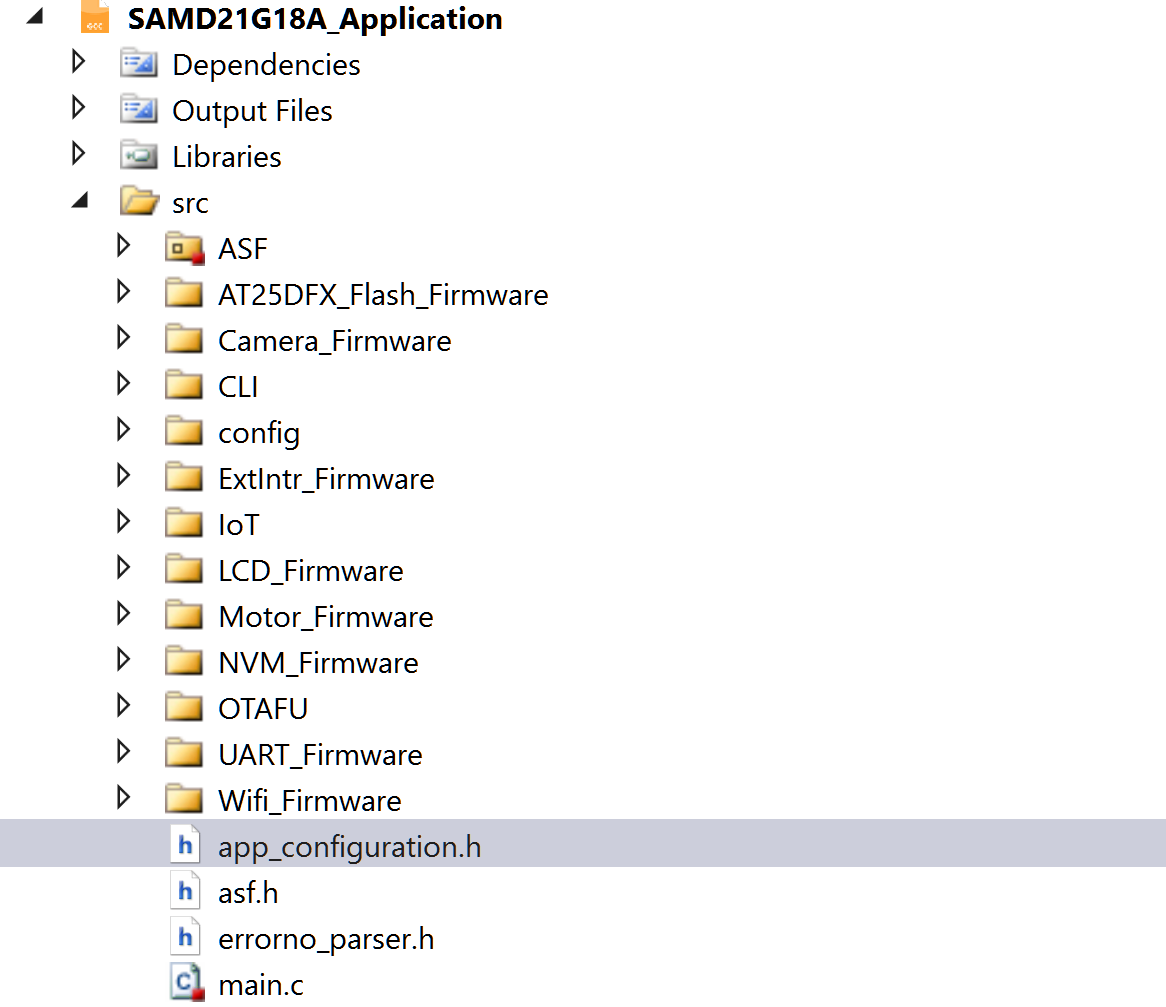 SAMD21G18A_Application
Dependencies
Output Files
Libraries
src
ASF
AT25DFX_Flash_Firmware
Camera_Firmware
CLI
config
ExtIntr_Firmware
IoT
LCD_Firmware
Motor_Firmware
NVM_Firmware
OTAFU
UART_Firmware
Wifi_Firmware
app_configuration.h
asf.h
errorno_parser.h
main.c